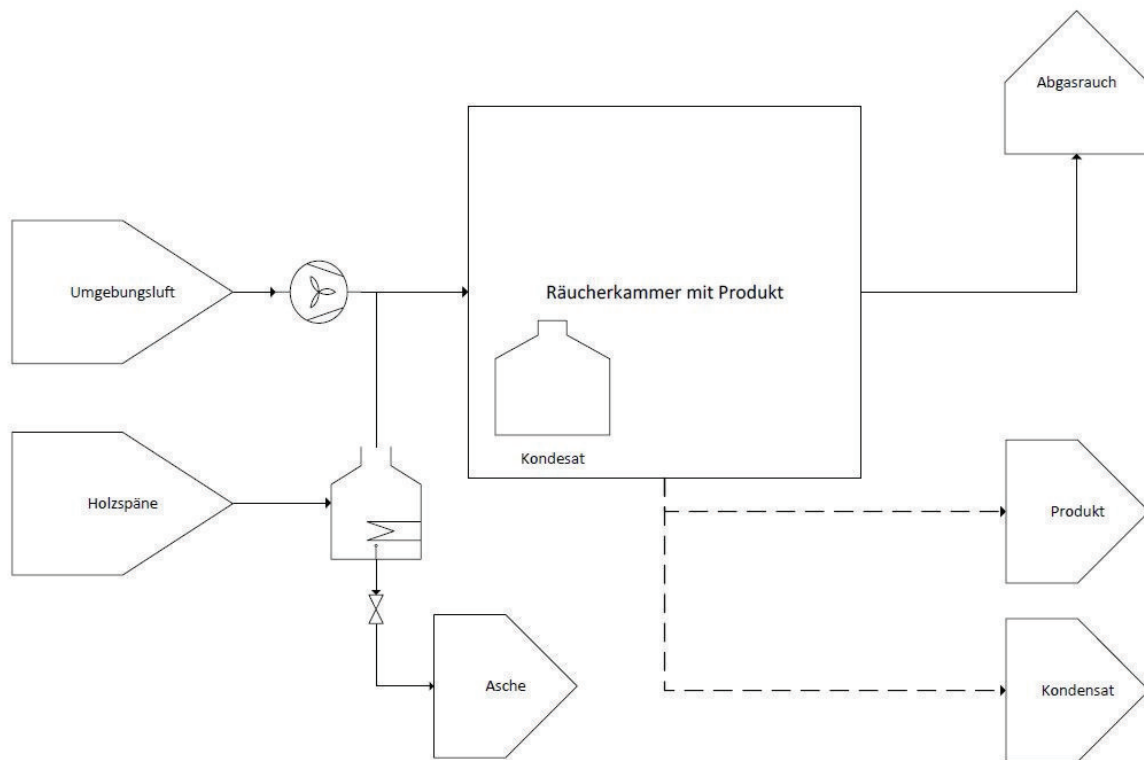 Abgasrauch
Umgebungsluft
Räucherkammer mit Produkt
Kondesat
Holzspäne
Produkt
Asche
Kondensat